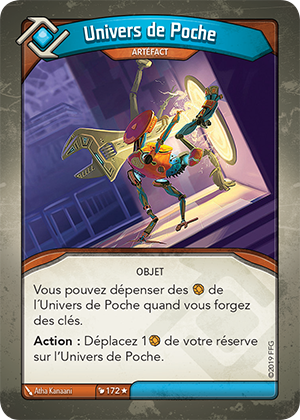 Univers de Poche
ARTEFACT
OBJET
Vous pouvez dépenser des de
l'Univers de Poche quand vous forgez
des clés.
Action : Déplacez 1 de votre réserve
sur l'Univers de Poche.
©2019 FFG
Atha Kanaani
172★